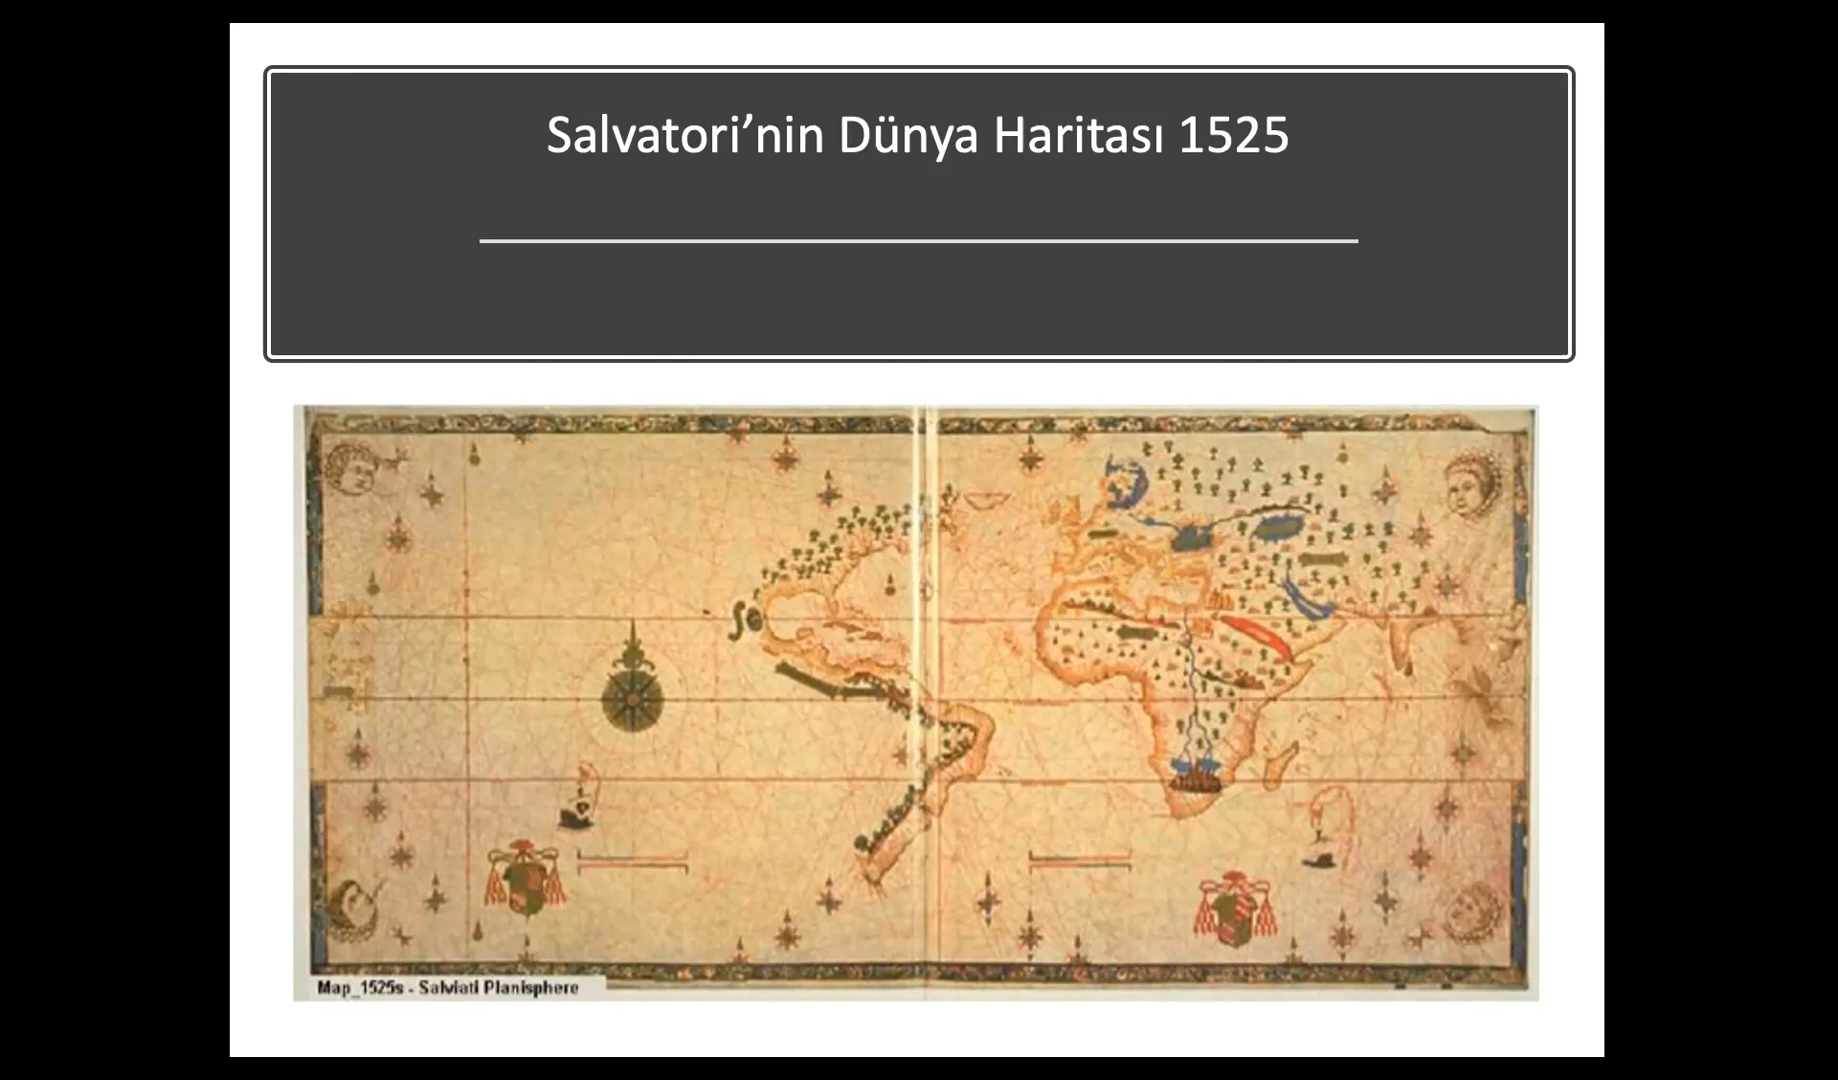 Salvatori’nin Dünya Haritası 1525
Map_1525s - Salviati Planisphere